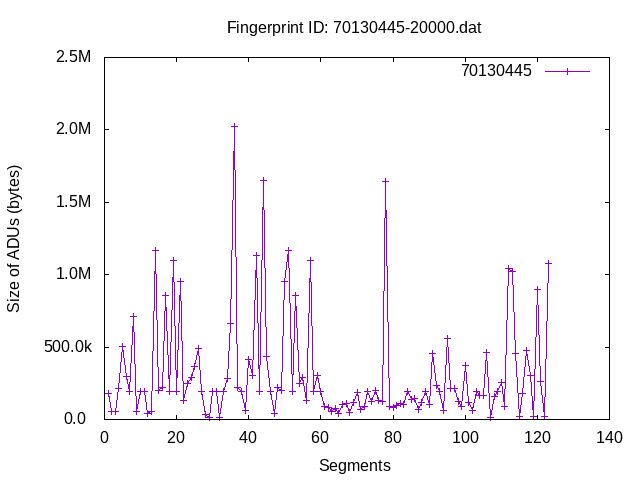 Fingerprint ID: 70130445-20000.dat
70130445
2.5M
2.0M
1.5M
1.0M
500.0k
0.0
Size of ADUs (bytes)
0 20 40 60 80 100 120 140
Segments